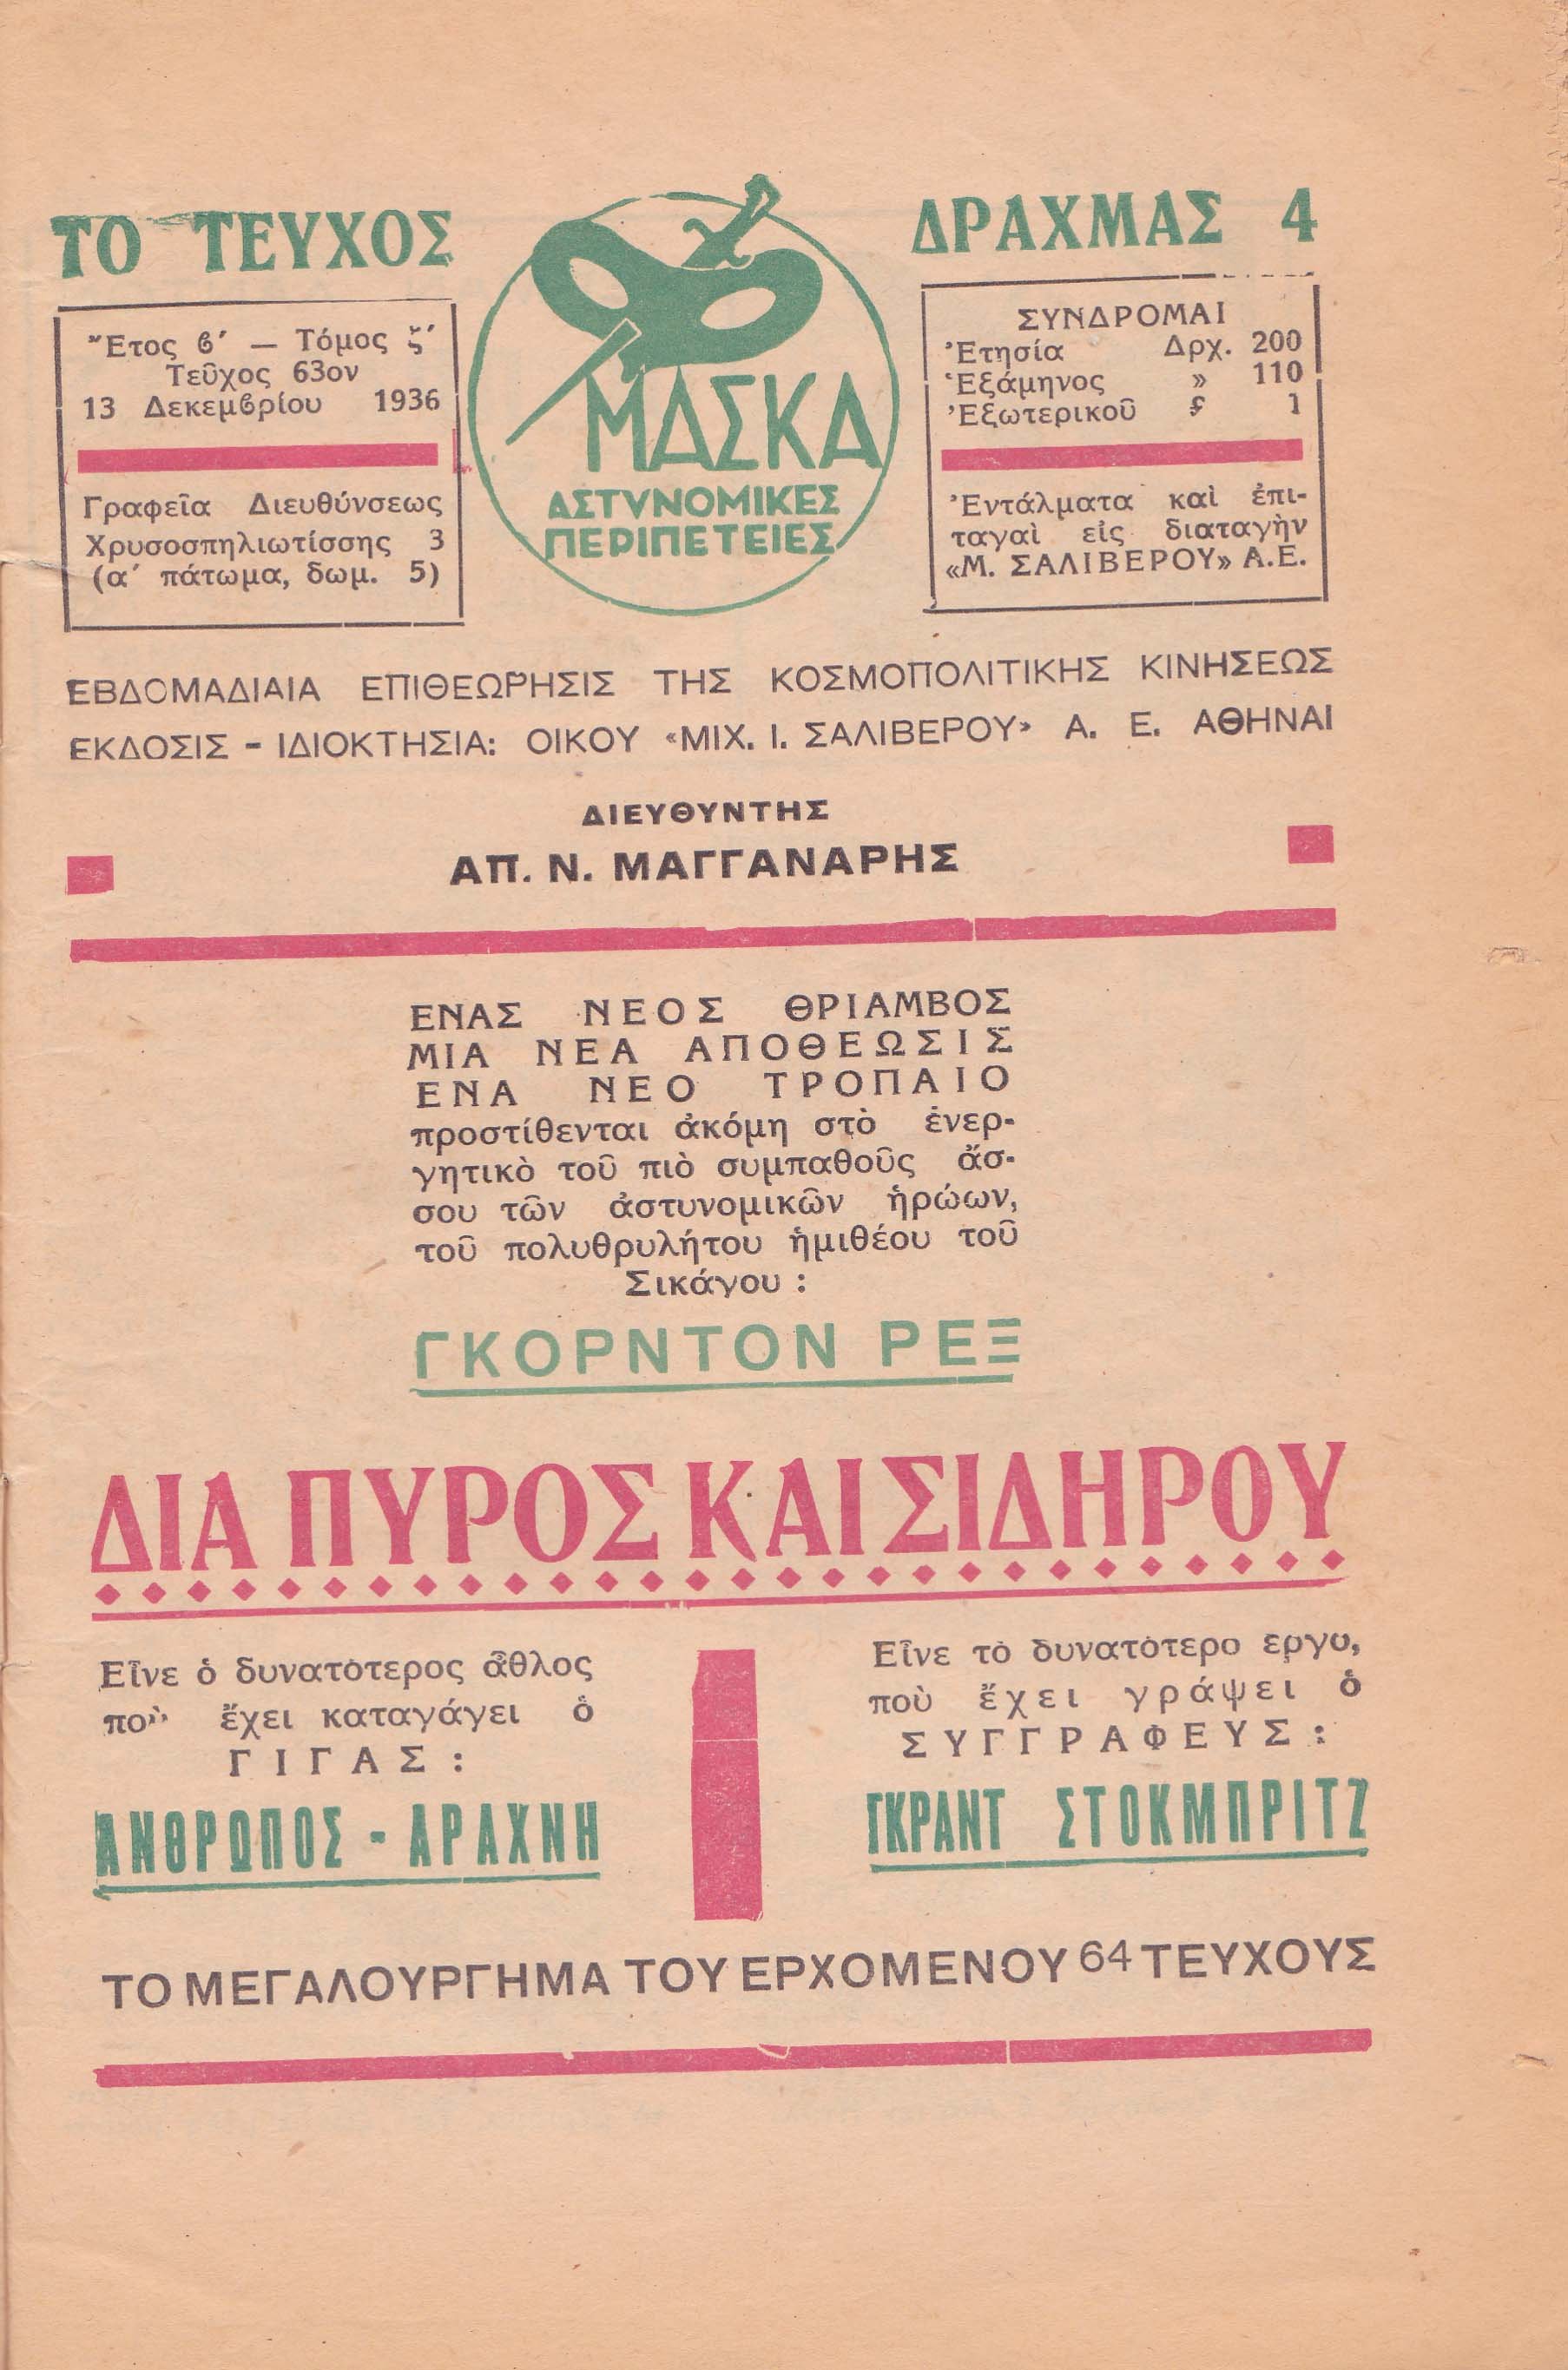 ΤΟ ΤΕΥΧΟΣ
ΔΡΑΧΜΑΣ 4
Ἔτος ϐ′ — Τόμος ζ′
Τεῦχος 63ον
13 Δεκεμβρίου 1936
Γραφεῖα Διευθύνσεως
Χρυσοσπηλιωτίσσης 3
(α′ πάτωμα, δωμ. 5)
ΜΑΣΚΑ
ΑΣΤΥΝΟΜΙΚΕΣ
ΠΕΡΙΠΕΤΕΙΕΣ
ΣΥΝΔΡΟΜΑΙ
Ἐτησία Δρχ. 200
Ἑξάμηνος » 110
Ἐξωτερικοῦ £ 1
Ἐντάλματα καὶ ἐπι-
ταγαὶ εἰς διαταγὴν
«Μ. ΣΑΛΙΒΕΡΟΥ» Α.Ε.
ΕΒΔΟΜΑΔΙΑΙΑ ΕΠΙΘΕΩΡΗΣΙΣ ΤΗΣ ΚΟΣΜΟΠΟΛΙΤΙΚΗΣ ΚΙΝΗΣΕΩΣ
ΕΚΔΟΣΙΣ - ΙΔΙΟΚΤΗΣΙΑ: ΟΙΚΟΥ «ΜΙΧ. Ι. ΣΑΛΙΒΕΡΟΥ» Α. Ε. ΑΘΗΝΑΙ
ΔΙΕΥΘΥΝΤΗΣ
ΑΠ. Ν. ΜΑΓΓΑΝΑΡΗΣ
ΕΝΑΣ ΝΕΟΣ ΘΡΙΑΜΒΟΣ
ΜΙΑ ΝΕΑ ΑΠΟΘΕΩΣΙΣ
ΕΝΑ ΝΕΟ ΤΡΟΠΑΙΟ
προστίθενται ἀκόμη στὸ ἐνερ-
γητικὸ τοῦ πιὸ συμπαθοῦς ἄσ-
σου τῶν ἀστυνομικῶν ἡρώων,
τοῦ πολυθρυλήτου ἡμιθέου τοῦ
Σικάγου :
ΓΚΟΡΝΤΟΝ ΡΕΞ
ΔΙΑ ΠΥΡΟΣ ΚΑΙ ΣΙΔΗΡΟΥ
Εἶνε ὁ δυνατότερος ἆθλος
ποὺ ἔχει καταγάγει ὁ
ΓΙΓΑΣ :
ΑΝΘΡΩΠΟΣ - ΑΡΑΧΝΗ
Εἶνε τὸ δυνατότερο εργο,
ποὺ ἔχει γράψει ὁ
ΣΥΓΓΡΑΦΕΥΣ :
ΓΚΡΑΝΤ ΣΤΟΚΜΠΡΙΤΖ
ΤΟ ΜΕΓΑΛΟΥΡΓΗΜΑ ΤΟΥ ΕΡΧΟΜΕΝΟΥ 64 ΤΕΥΧΟΥΣ